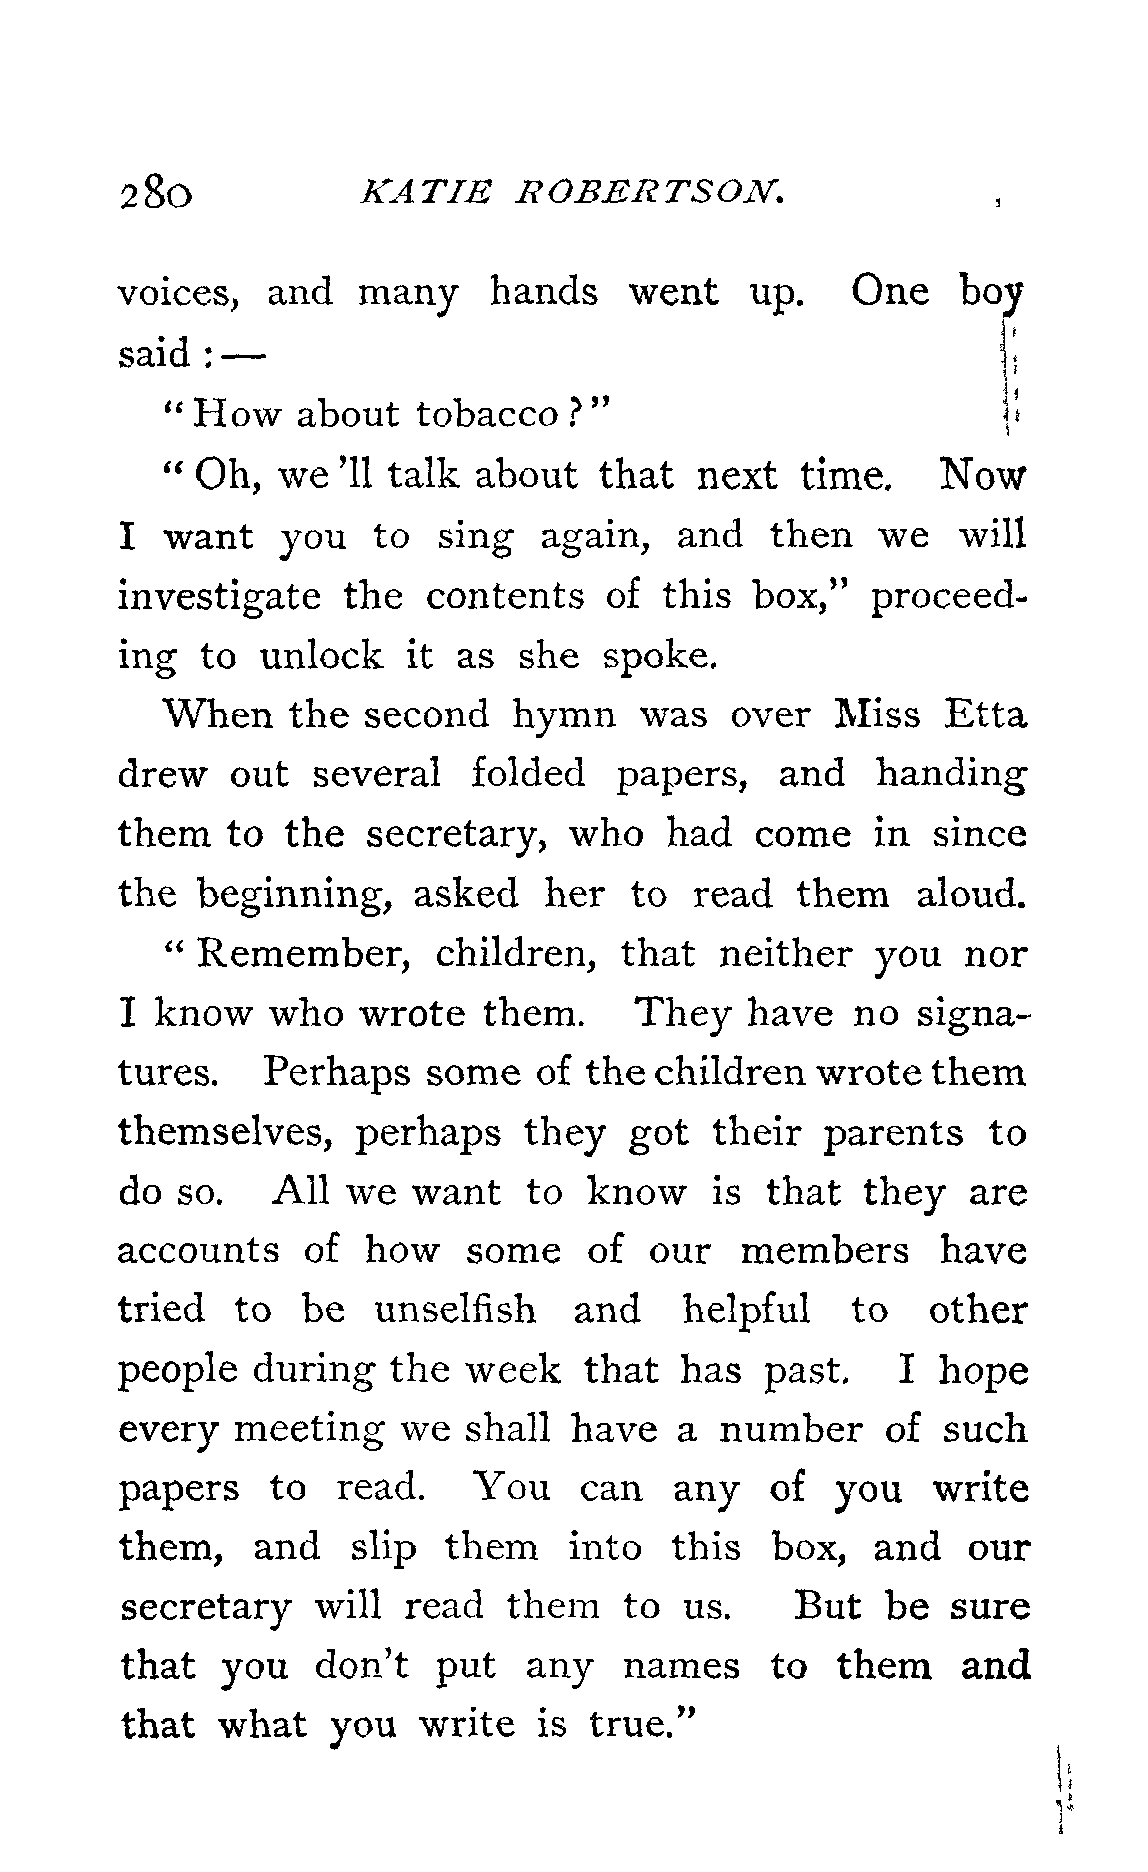 280 KATIE ROBERTSON.
voices, and many hands went up. One boy
said :—
" How about tobacco ? "
" Oh, we 'll talk about that next time. Now
I want you to sing again, and then we will
investigate the contents of this box," proceed-
ing to unlock it as she spoke.
When the second hymn was over Miss Etta
drew out several folded papers, and handing
them to the secretary, who had come in since
the beginning, asked her to read them aloud.
" Remember, children, that neither you nor
I know who wrote them. They have no signa-
tures. Perhaps some of the children wrote them
themselves, perhaps they got their parents to
do so. All we want to know is that they are
accounts of how some of our members have
tried to be unselfish and helpful to other
people during the week that has past. I hope
every meeting we shall have a number of such
papers to read. You can any of you write
them, and slip them into this box, and our
secretary will read them to us. But be sure
that you don't put any names to them and
that what you write is true."